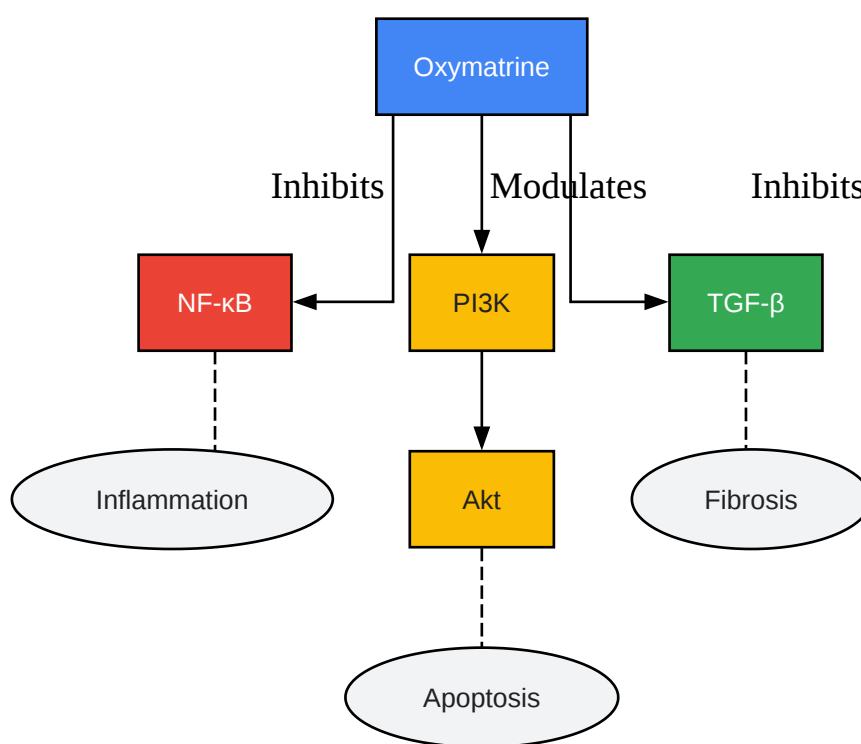 Oxymatrine
Inhibits
Modulates
Inhibits
NF-κB
PI3K
TGF-β
Inflammation
Akt
Fibrosis
Apoptosis